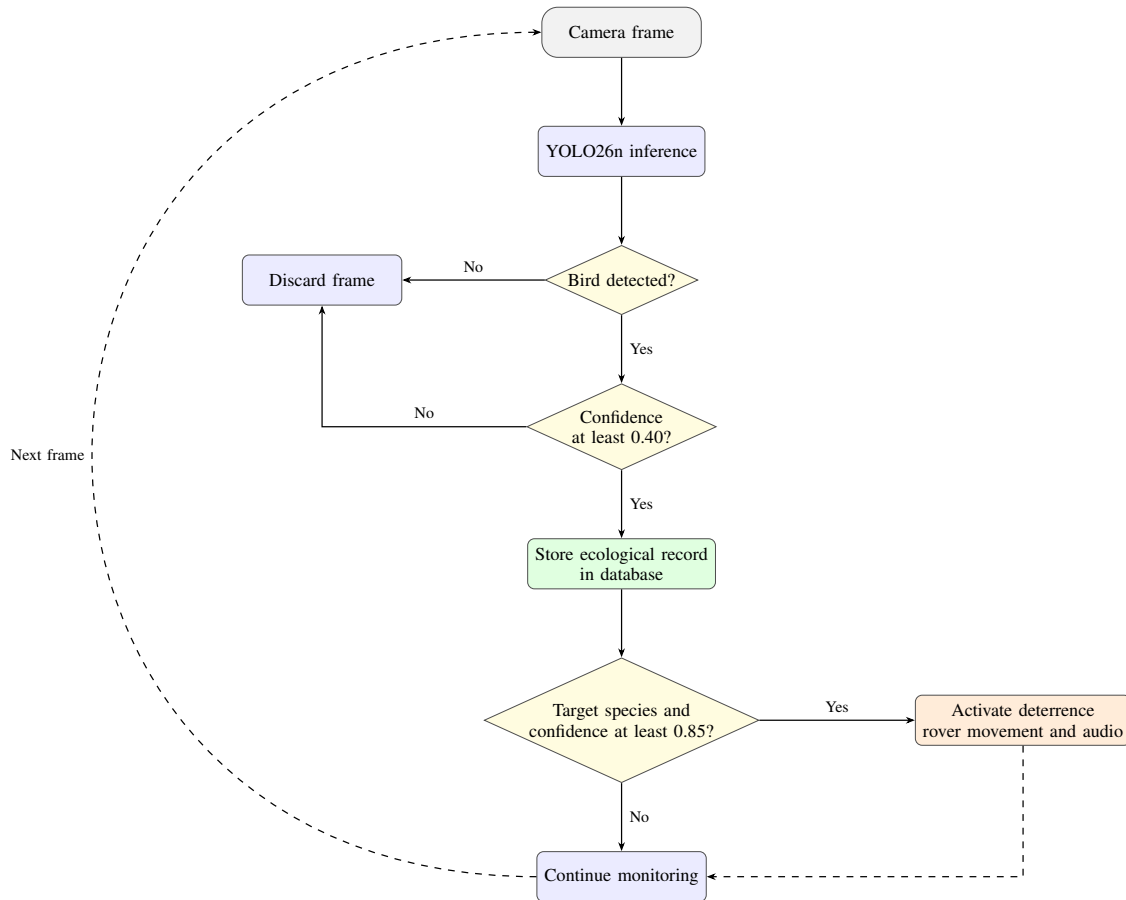 Camera frame
YOLO26n inference
Discard frame
No
Bird detected?
Yes
No
Confidence
at least 0.40?
Next frame
Yes
Store ecological record
in database
Target species and
confidence at least 0.85?
Yes
Activate deterrence
rover movement and audio
No
Continue monitoring